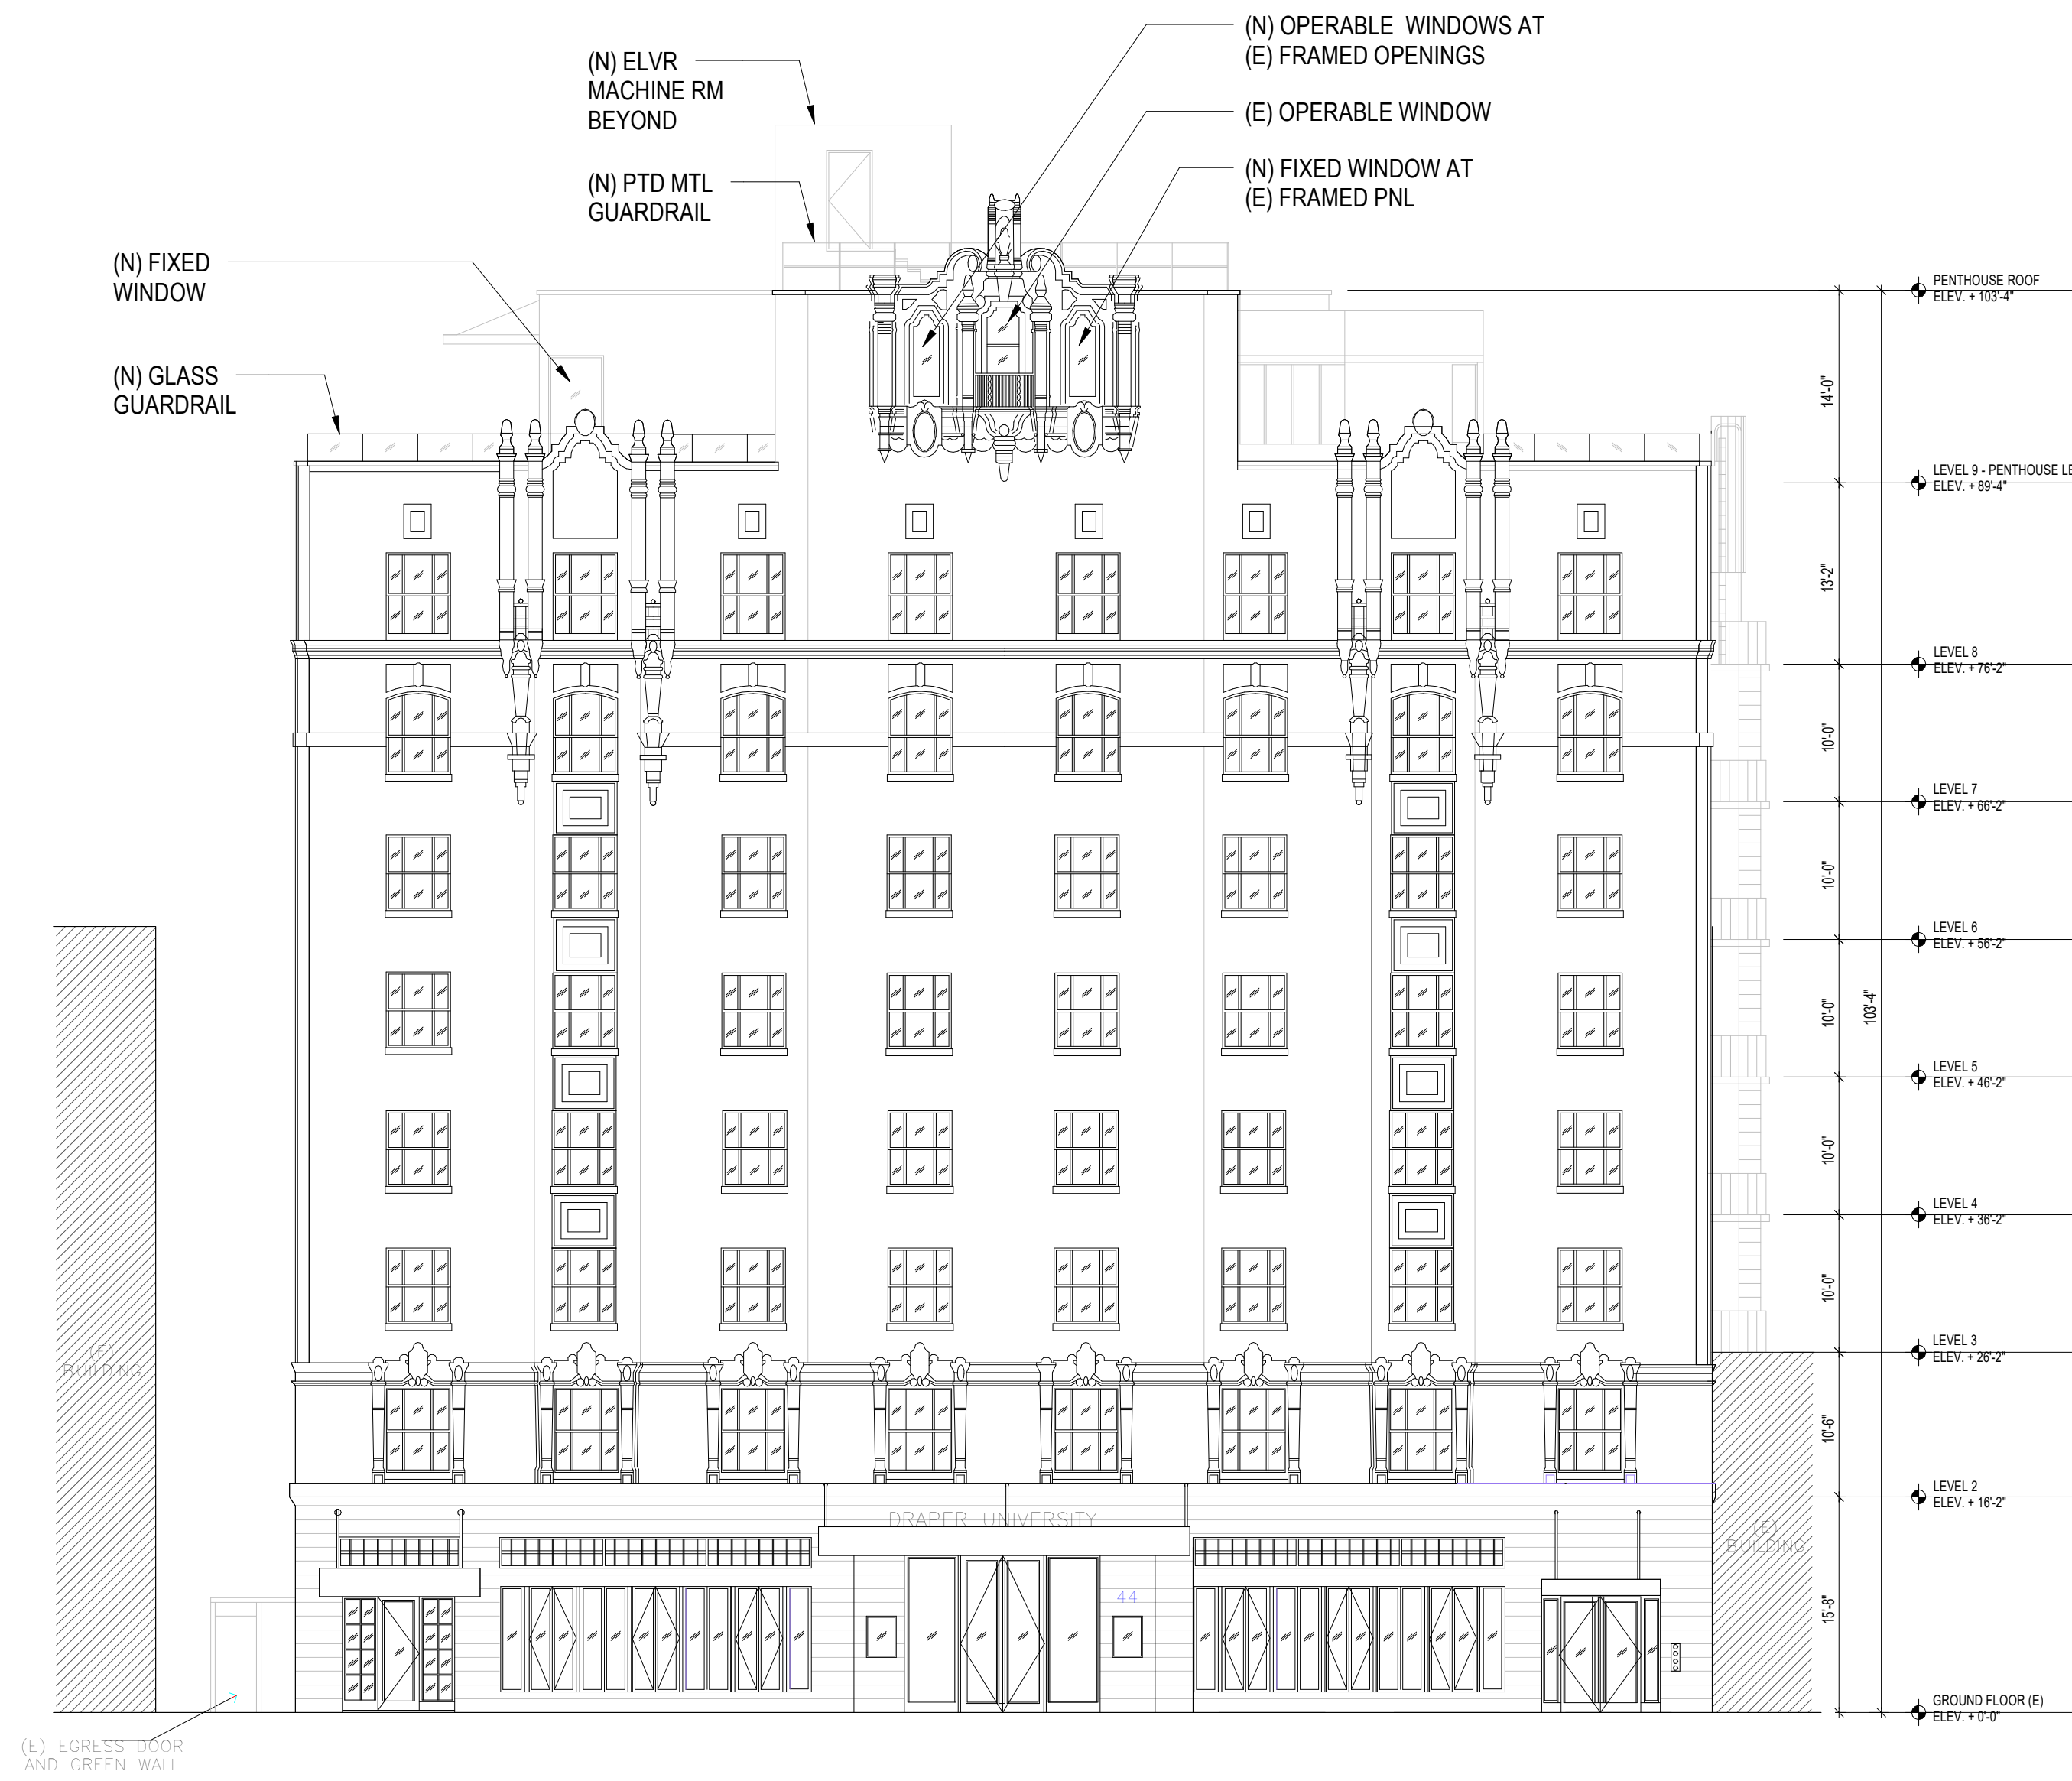 (N) OPERABLE  WINDOWS AT
(E) FRAMED OPENINGS
(N) ELVR
MACHINE RM
BEYOND
(E) OPERABLE WINDOW
(N) FIXED WINDOW AT
(E) FRAMED PNL
(N) PTD MTL
GUARDRAIL
(N) FIXED
WINDOW
(N) GLASS
GUARDRAIL
PENTHOUSE ROOF
ELEV. + 103'-4"
14'-0"
LEVEL 9 - PENTHOUSE LE
ELEV. + 89'-4"
13'-2"
LEVEL 8
ELEV. + 76'-2"
10'-0"
LEVEL 7
ELEV. + 66'-2"
10'-0"
LEVEL 6
ELEV. + 56'-2"
10'-0"
103'-4"
LEVEL 5
ELEV. + 46'-2"
10'-0"
LEVEL 4
ELEV. + 36'-2"
10'-0"
LEVEL 3
ELEV. + 26'-2"
(E)
BUILDING
10'-6"
LEVEL 2
ELEV. + 16'-2"
DRAPER UNIVERSITY
(E)
BUILDING
44
15'-8"
GROUND FLOOR (E)
ELEV. + 0'-0"
(E) EGRESS DOOR
AND GREEN WALL